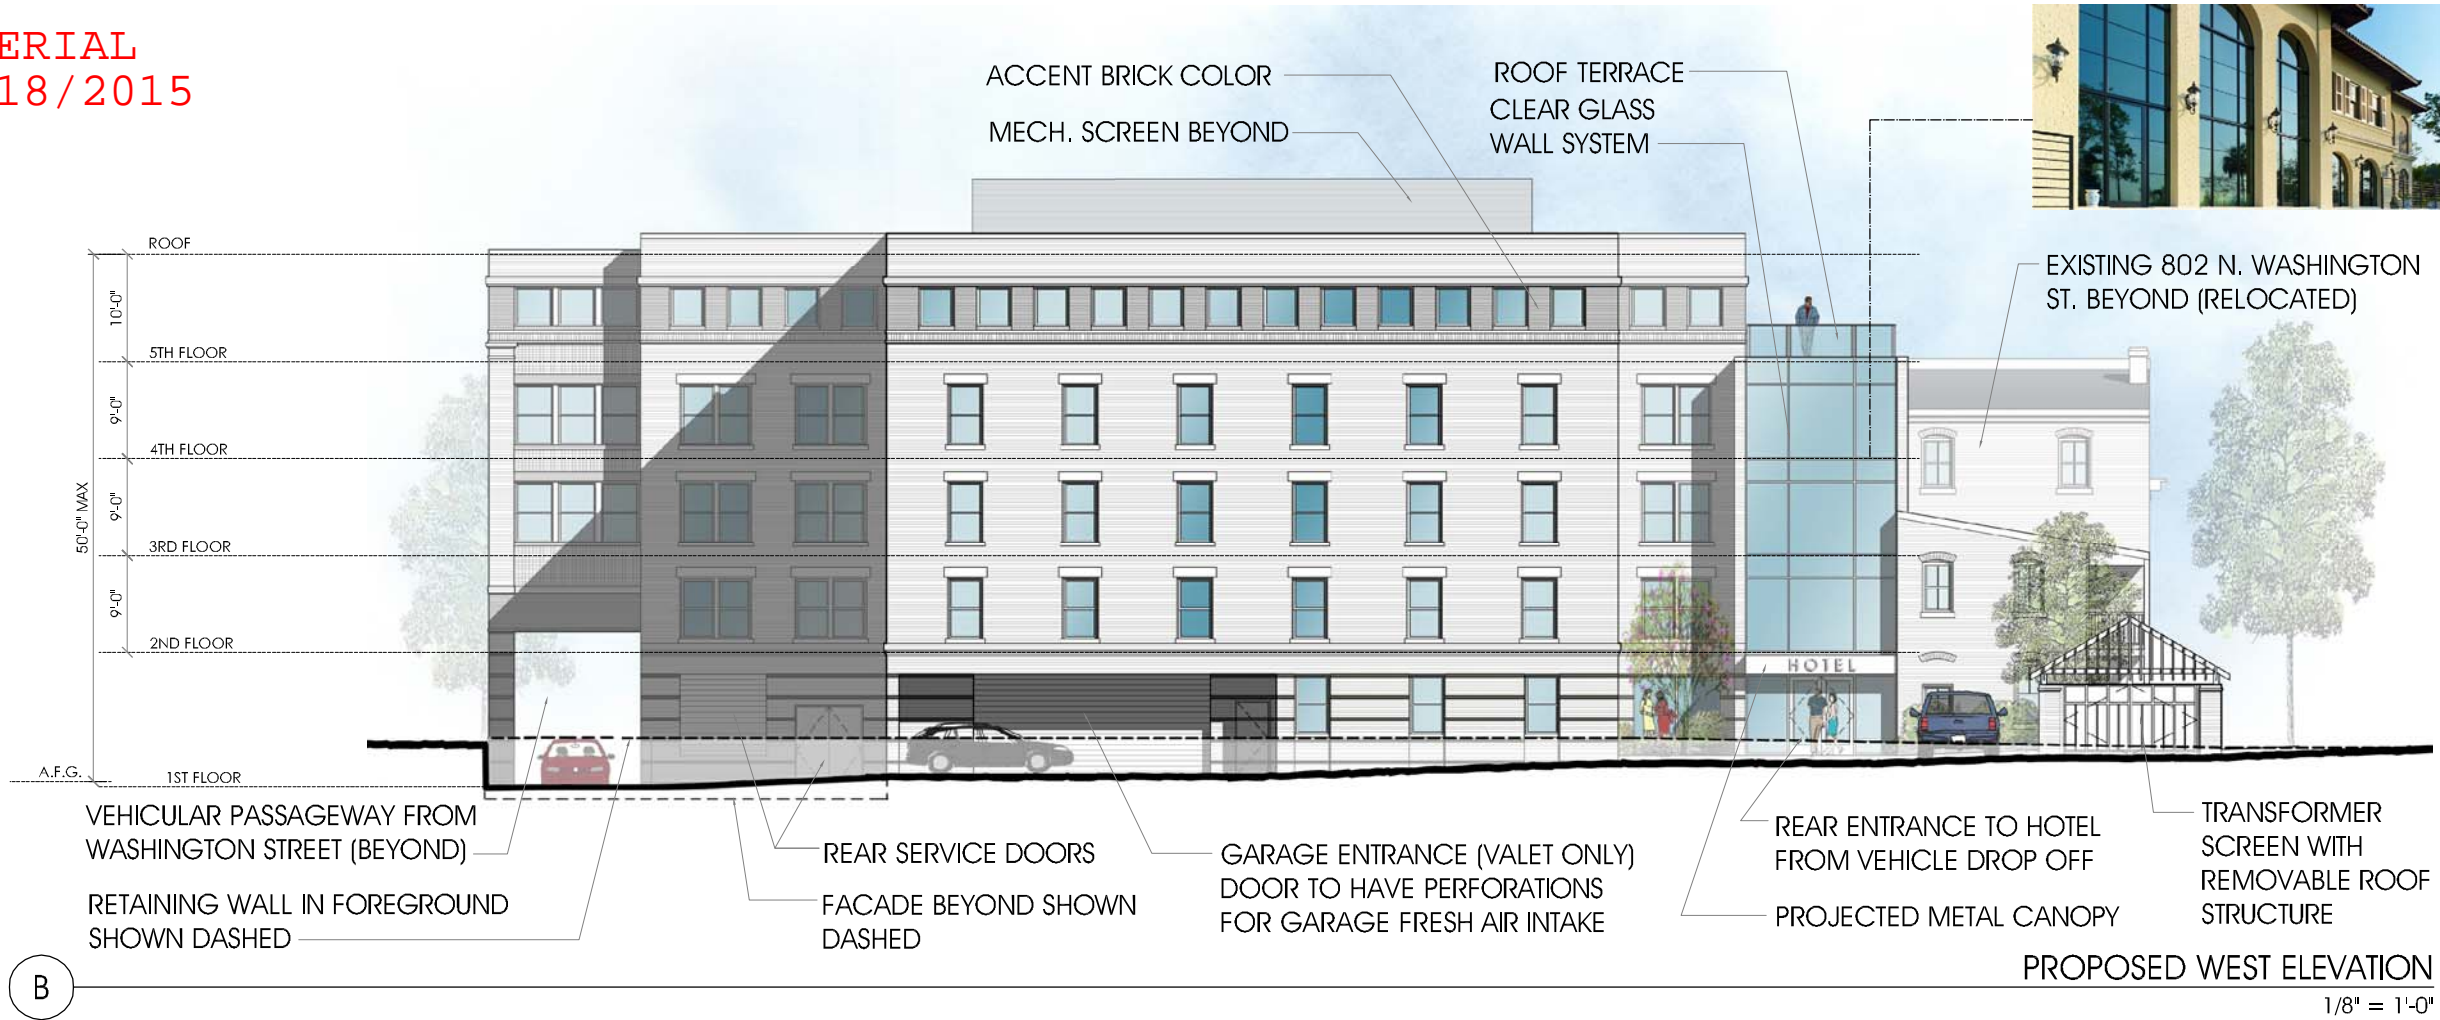 ERIAL
18/2015
ACCENT BRICK COLOR
MECH. SCREEN BEYOND
ROOF TERRACE
CLEAR GLASS
WALL SYSTEM
EXISTING 802 N. WASHINGTON
ST. BEYOND (RELOCATED)
ROOF
10'-0"
5TH FLOOR
9'-0"
4TH FLOOR
9'-0"
50'-0" MAX
3RD FLOOR
9'-0"
2ND FLOOR
HOTEL
A.F.G.
1ST FLOOR
VEHICULAR PASSAGEWAY FROM
WASHINGTON STREET (BEYOND)
RETAINING WALL IN FOREGROUND
SHOWN DASHED
REAR SERVICE DOORS
FACADE BEYOND SHOWN
DASHED
GARAGE ENTRANCE (VALET ONLY)
DOOR TO HAVE PERFORATIONS
FOR GARAGE FRESH AIR INTAKE
REAR ENTRANCE TO HOTEL
FROM VEHICLE DROP OFF
PROJECTED METAL CANOPY
TRANSFORMER
SCREEN WITH
REMOVABLE ROOF
STRUCTURE
B
PROPOSED WEST ELEVATION
1/8" = 1'-0"